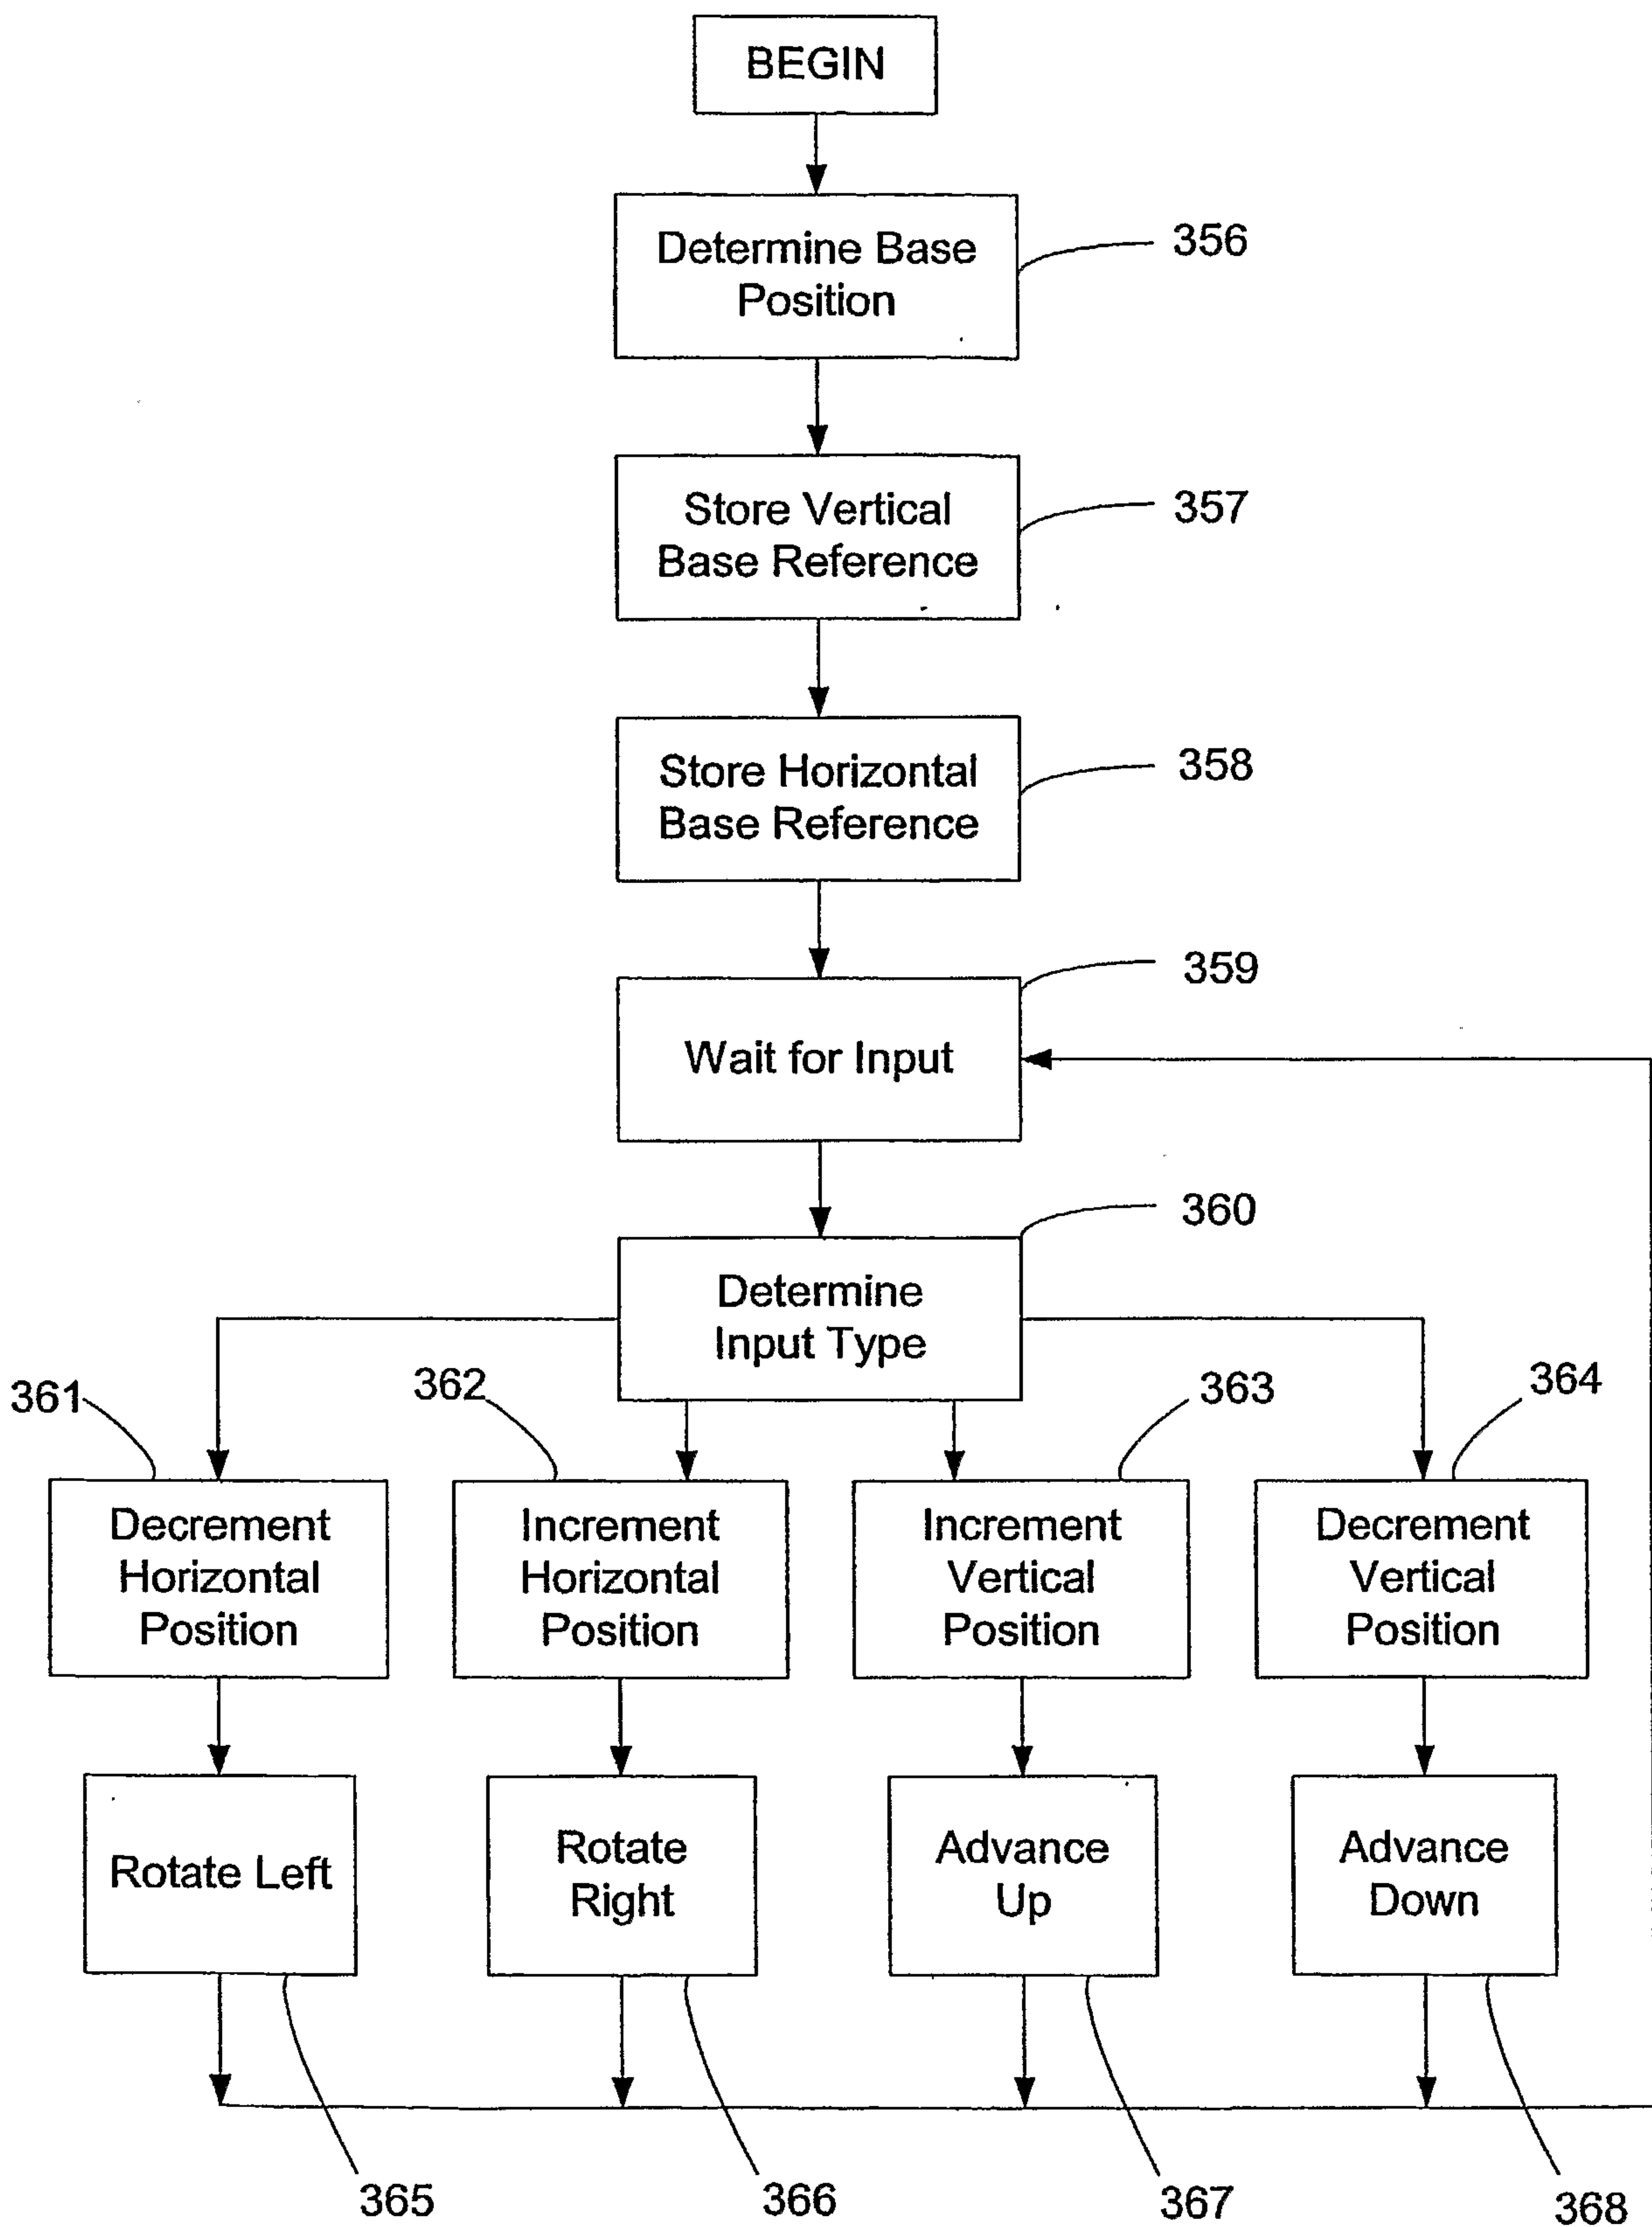 BEGIN
Determine Base
Position
356
Store Vertical
Base Reference
357
Store Horizontal
Base Reference
358
359
Wait for Input
360
Determine
Input Type
361
362
363
364
Decrement
Horizontal
Position
Increment
Horizontal
Position
Increment
Vertical
Position
Decrement
Vertical
Position
Rotate Left
Rotate
Right
Advance
Up
Advance
Down
365
366
367
368